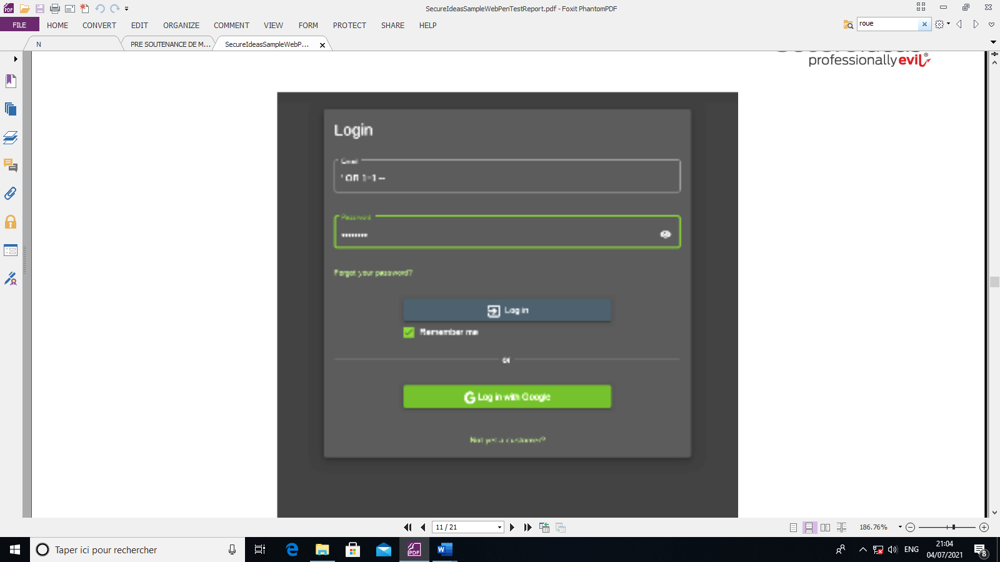 SecureIdeasSampleWebPenTestReport.pdf - Foxit PhantomPDF
FILE HOME CONVERT EDIT ORGANIZE COMMENT VIEW FORM PROTECT SHARE HELP
roue
N
PRE SOUTENANCE DE M...
SecureIdeasSampleWebP...
professionallyevil®
Login
Email
' OR 1=1 --
Password
Forgot your password?
Log in
Remember me
or
Log in with Google
Not yet a customer?
11 / 21
186.76%
Taper ici pour rechercher
ENG
21:04
04/07/2021
8